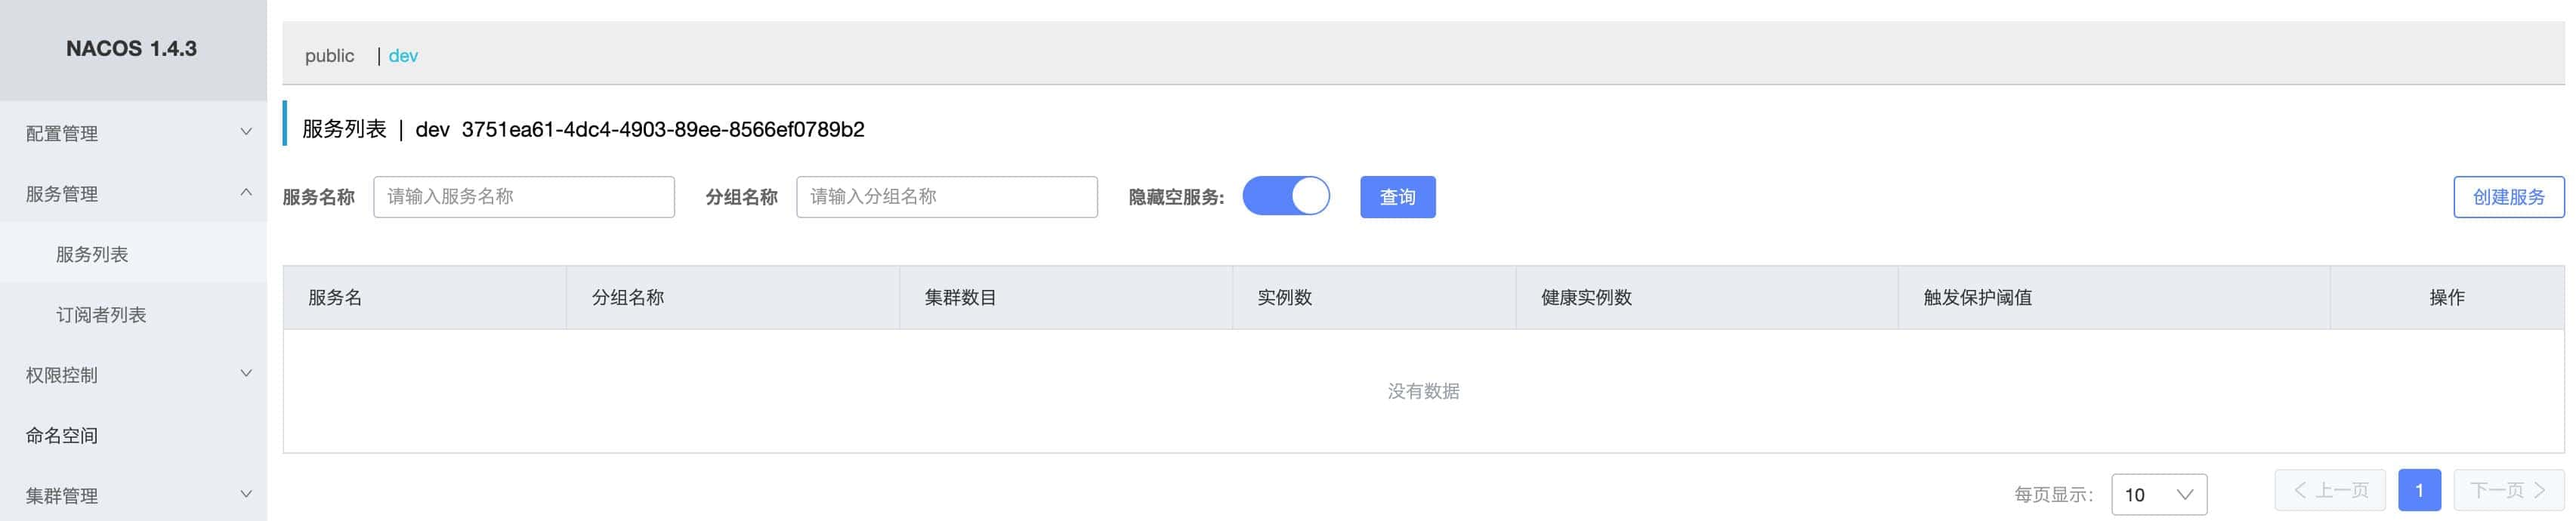 NACOS 1.4.3
配置管理
服务管理
服务列表
订阅者列表
权限控制
命名空间
集群管理
public | dev
服务列表 | dev 3751ea61-4dc4-4903-89ee-8566ef0789b2
服务名称 请输入服务名称 分组名称 请输入分组名称 隐藏空服务: 查询 创建服务
服务名 分组名称 集群数目 实例数 健康实例数 触发保护阈值 操作
没有数据
每页显示: 10 上一页 1 下一页